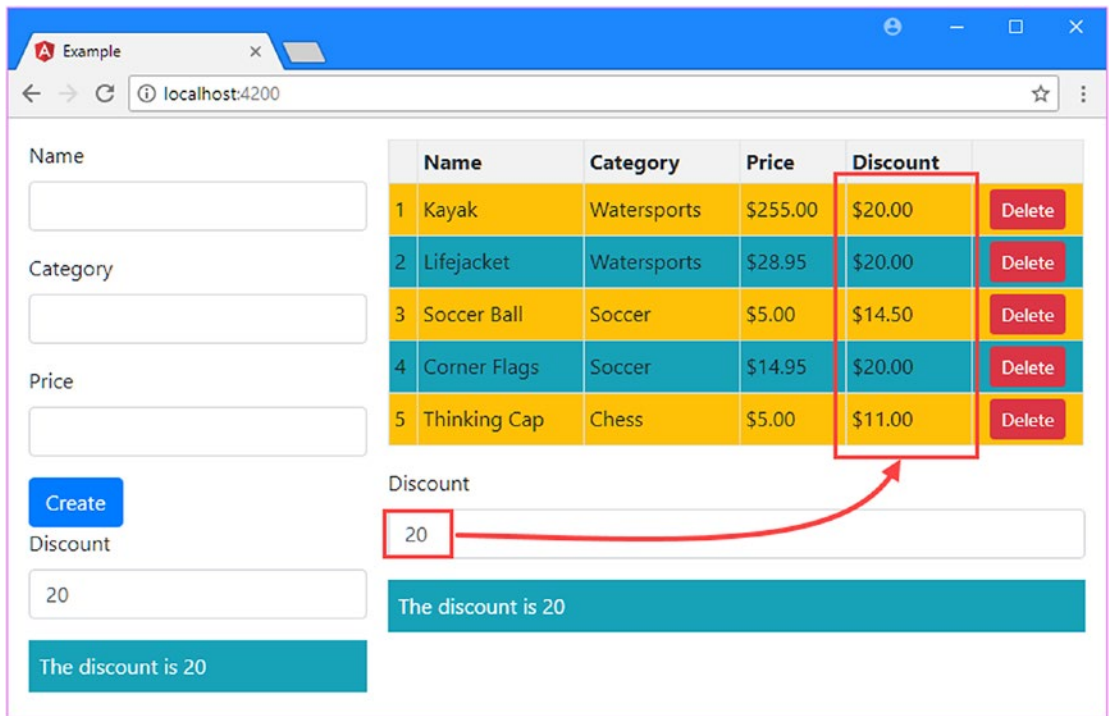 Example
localhost:4200
Name
Category
Price
Create
Discount
20
The discount is 20
Name Category Price Discount
1 Kayak Watersports $255.00 $20.00 Delete
2 Lifejacket Watersports $28.95 $20.00 Delete
3 Soccer Ball Soccer $5.00 $14.50 Delete
4 Corner Flags Soccer $14.95 $20.00 Delete
5 Thinking Cap Chess $5.00 $11.00 Delete
Discount
20
The discount is 20